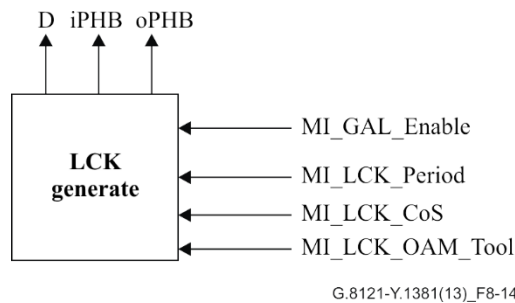 D iPHB oPHB
LCK
generate
MI_GAL_Enable
MI_LCK_Period
MI_LCK_CoS
MI_LCK_OAM_Tool
G.8121-Y.1381(13)_F8-14